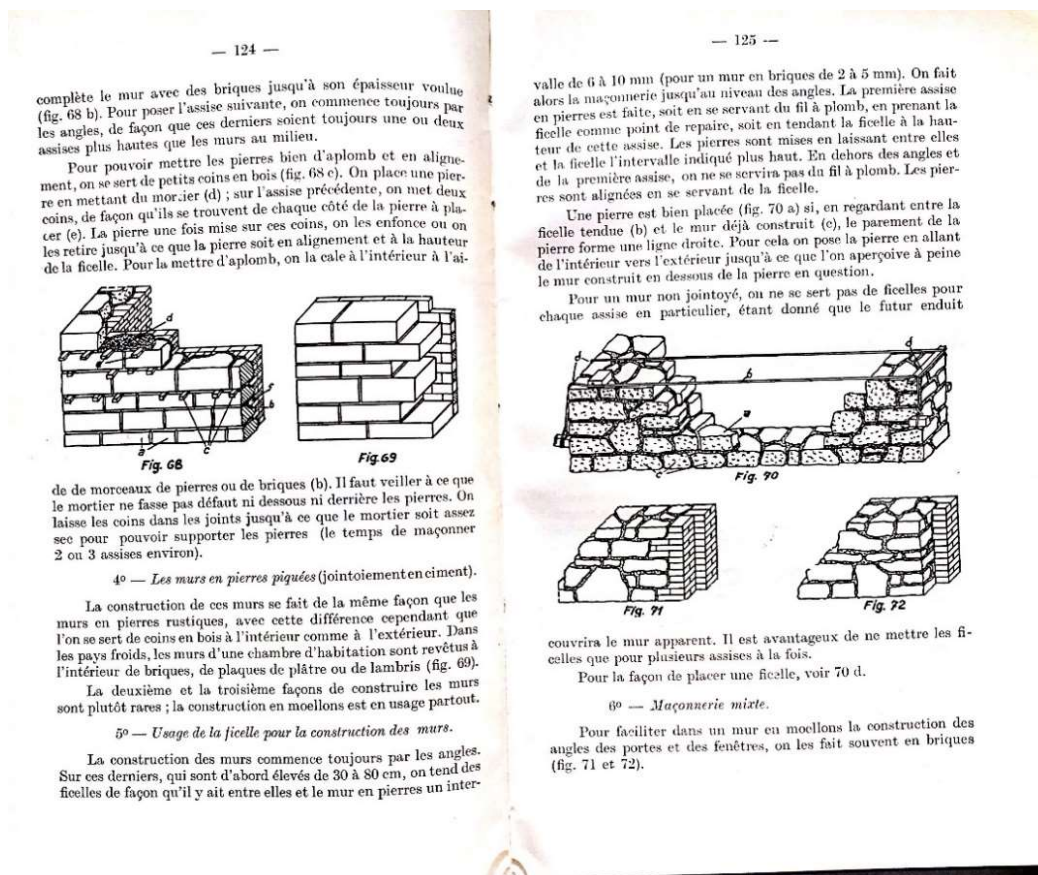 — 124 —
complète le mur avec des briques jusqu'à son épaisseur voulue
(fig. 68 b). Pour poser l'assise suivante, on commence toujours par
les angles, de façon que ces derniers soient toujours une ou deux
assises plus hautes que les murs au milieu.
Pour pouvoir mettre les pierres bien d'aplomb et en aligne-
ment, on se sert de petits coins en bois (fig. 68 c). On place une pier-
re en mettant du mortier (d) ; sur l'assise précédente, on met deux
coins, de façon qu'ils se trouvent de chaque côté de la pierre à pla-
cer (e). La pierre une fois mise sur ces coins, on les enfonce ou on
les retire jusqu'à ce que la pierre soit en alignement et à la hauteur
de la ficelle. Pour la mettre d'aplomb, on la cale à l'intérieur à l'ai-
d
e
f
b
a
c
Fig. 68
Fig. 69
de de morceaux de pierres ou de briques (b). Il faut veiller à ce que
le mortier ne fasse pas défaut ni dessous ni derrière les pierres. On
laisse les coins dans les joints jusqu'à ce que le mortier soit assez
sec pour pouvoir supporter les pierres (le temps de maçonner
2 ou 3 assises environ).
4º — Les murs en pierres piquées (jointoiement en ciment).
La construction de ces murs se fait de la même façon que les
murs en pierres rustiques, avec cette différence cependant que
l'on se sert de coins en bois à l'intérieur comme à l'extérieur. Dans
les pays froids, les murs d'une chambre d'habitation sont revêtus à
l'intérieur de briques, de plaques de plâtre ou de lambris (fig. 69).
La deuxième et la troisième façons de construire les murs
sont plutôt rares ; la construction en moellons est en usage partout.
5º — Usage de la ficelle pour la construction des murs.
La construction des murs commence toujours par les angles.
Sur ces derniers, qui sont d'abord élevés de 30 à 80 cm, on tend des
ficelles de façon qu'il y ait entre elles et le mur en pierres un inter-
— 125 —
valle de 6 à 10 mm (pour un mur en briques de 2 à 5 mm). On fait
alors la maçonnerie jusqu'au niveau des angles. La première assise
en pierres est faite, soit en se servant du fil à plomb, en prenant la
ficelle comme point de repaire, soit en tendant la ficelle à la hau-
teur de cette assise. Les pierres sont mises en laissant entre elles
et la ficelle l'intervalle indiqué plus haut. En dehors des angles et
de la première assise, on ne se servira pas du fil à plomb. Les pier-
res sont alignées en se servant de la ficelle.
Une pierre est bien placée (fig. 70 a) si, en regardant entre la
ficelle tendue (b) et le mur déjà construit (c), le parement de la
pierre forme une ligne droite. Pour cela on pose la pierre en allant
de l'intérieur vers l'extérieur jusqu'à ce que l'on aperçoive à peine
le mur construit en dessous de la pierre en question.
Pour un mur non jointoyé, on ne se sert pas de ficelles pour
chaque assise en particulier, étant donné que le futur enduit
d
d
b
a
c
Fig. 70
Fig. 71
Fig. 72
couvrira le mur apparent. Il est avantageux de ne mettre les fi-
celles que pour plusieurs assises à la fois.
Pour la façon de placer une ficelle, voir 70 d.
6º — Maçonnerie mixte.
Pour faciliter dans un mur en moellons la construction des
angles des portes et des fenêtres, on les fait souvent en briques
(fig. 71 et 72).